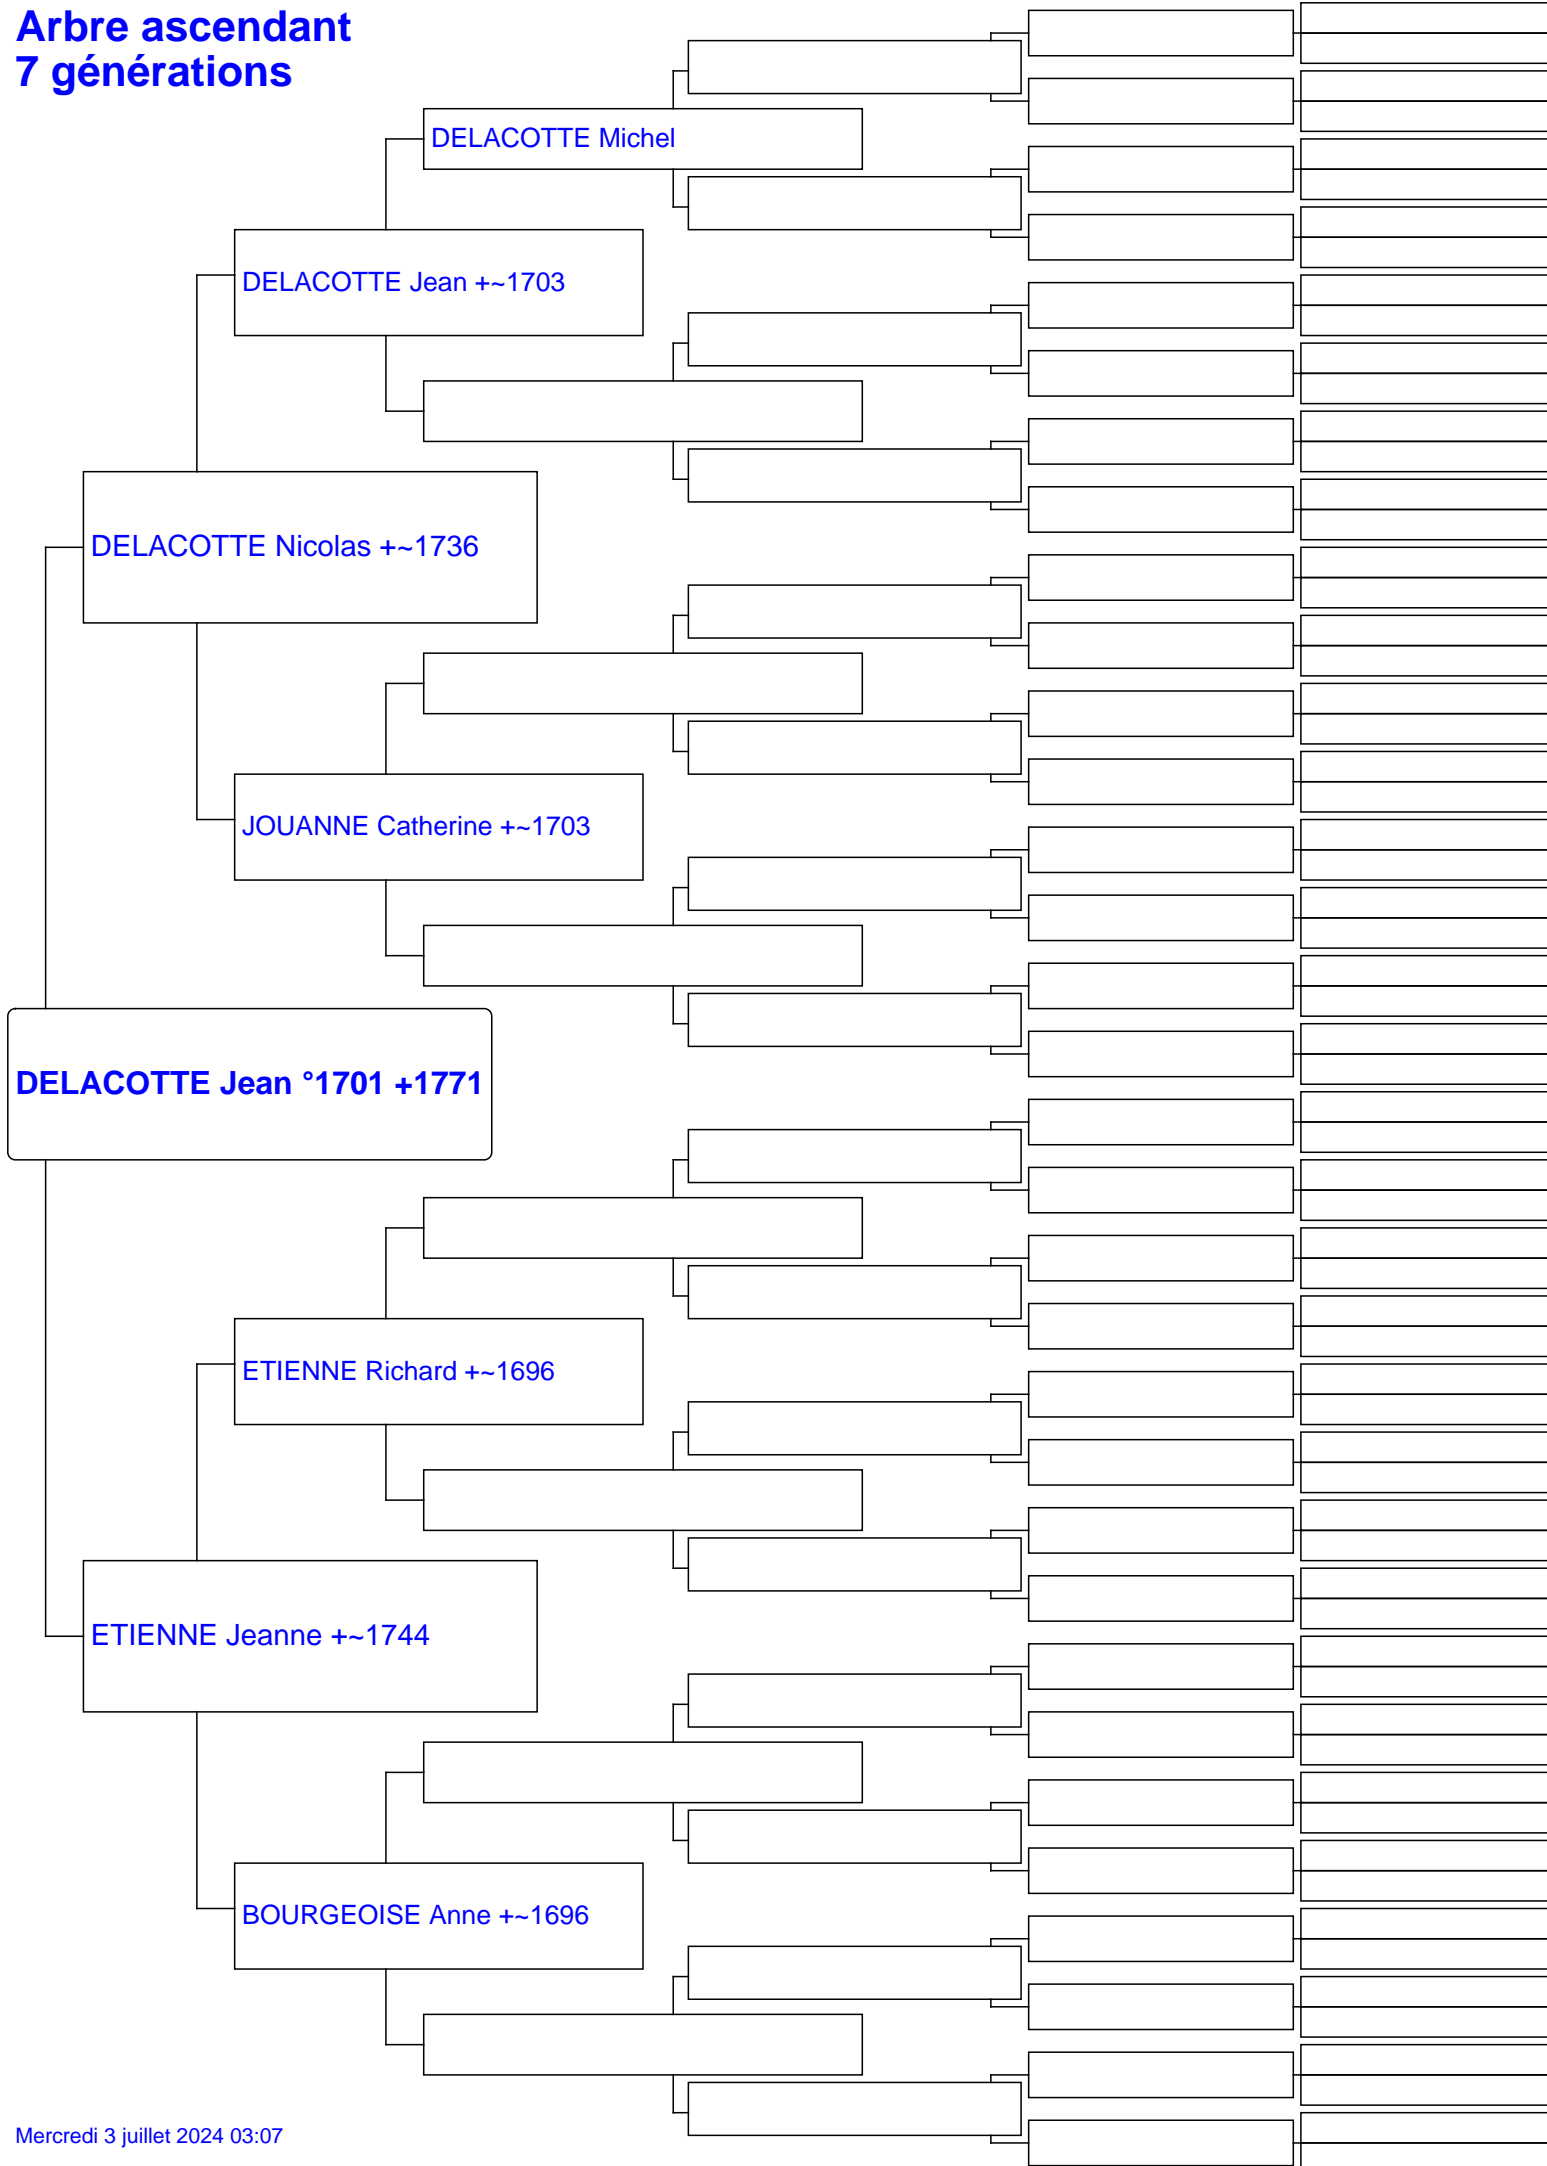 Arbre ascendant
7 générations
DELACOTTE Michel
DELACOTTE Jean +~1703
DELACOTTE Nicolas +~1736
JOUANNE Catherine +~1703
DELACOTTE Jean °1701 +1771
ETIENNE Richard +~1696
ETIENNE Jeanne +~1744
BOURGEOISE Anne +~1696
Mercredi 3 juillet 2024 03:07